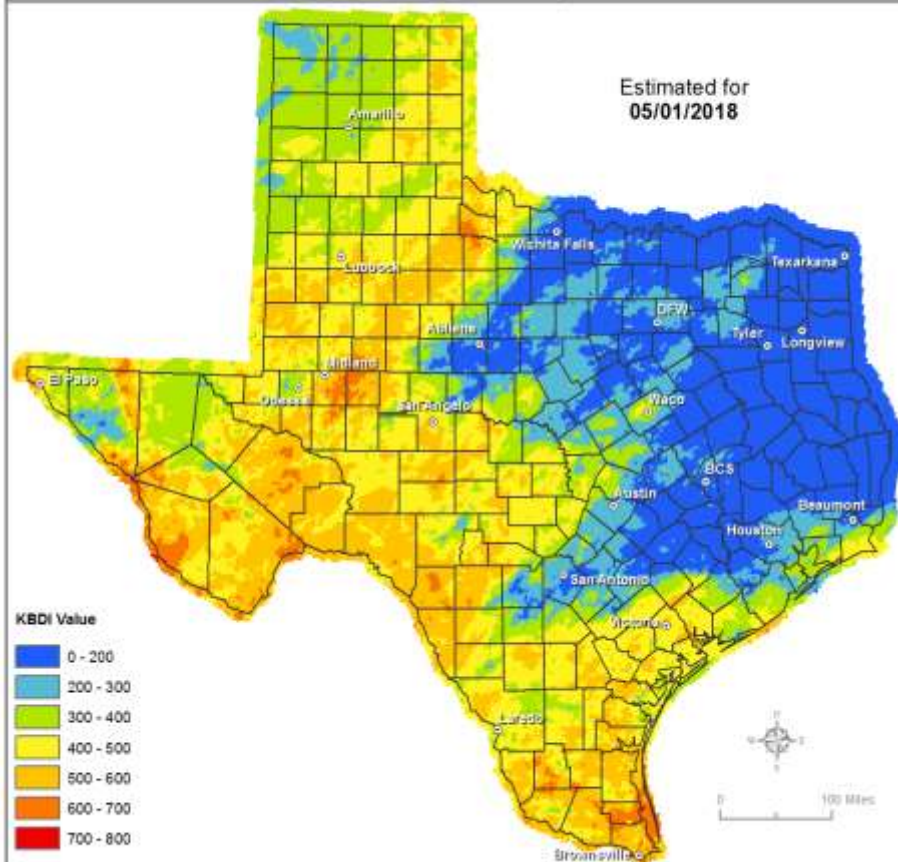 Estimated for
05/01/2018
Amarillo
Wichita Falls
Texarkana
Lubbock
DFW
Abilene
Tyler
Longview
Midland
El Paso
Odessa
San Angelo
Waco
BCS
Austin
Beaumont
Houston
San Antonio
Victoria
KBDI Value
0 - 200
200 - 300
300 - 400
400 - 500
500 - 600
600 - 700
700 - 800
Laredo
N
W
E
S
0 100 Miles
Brownsville